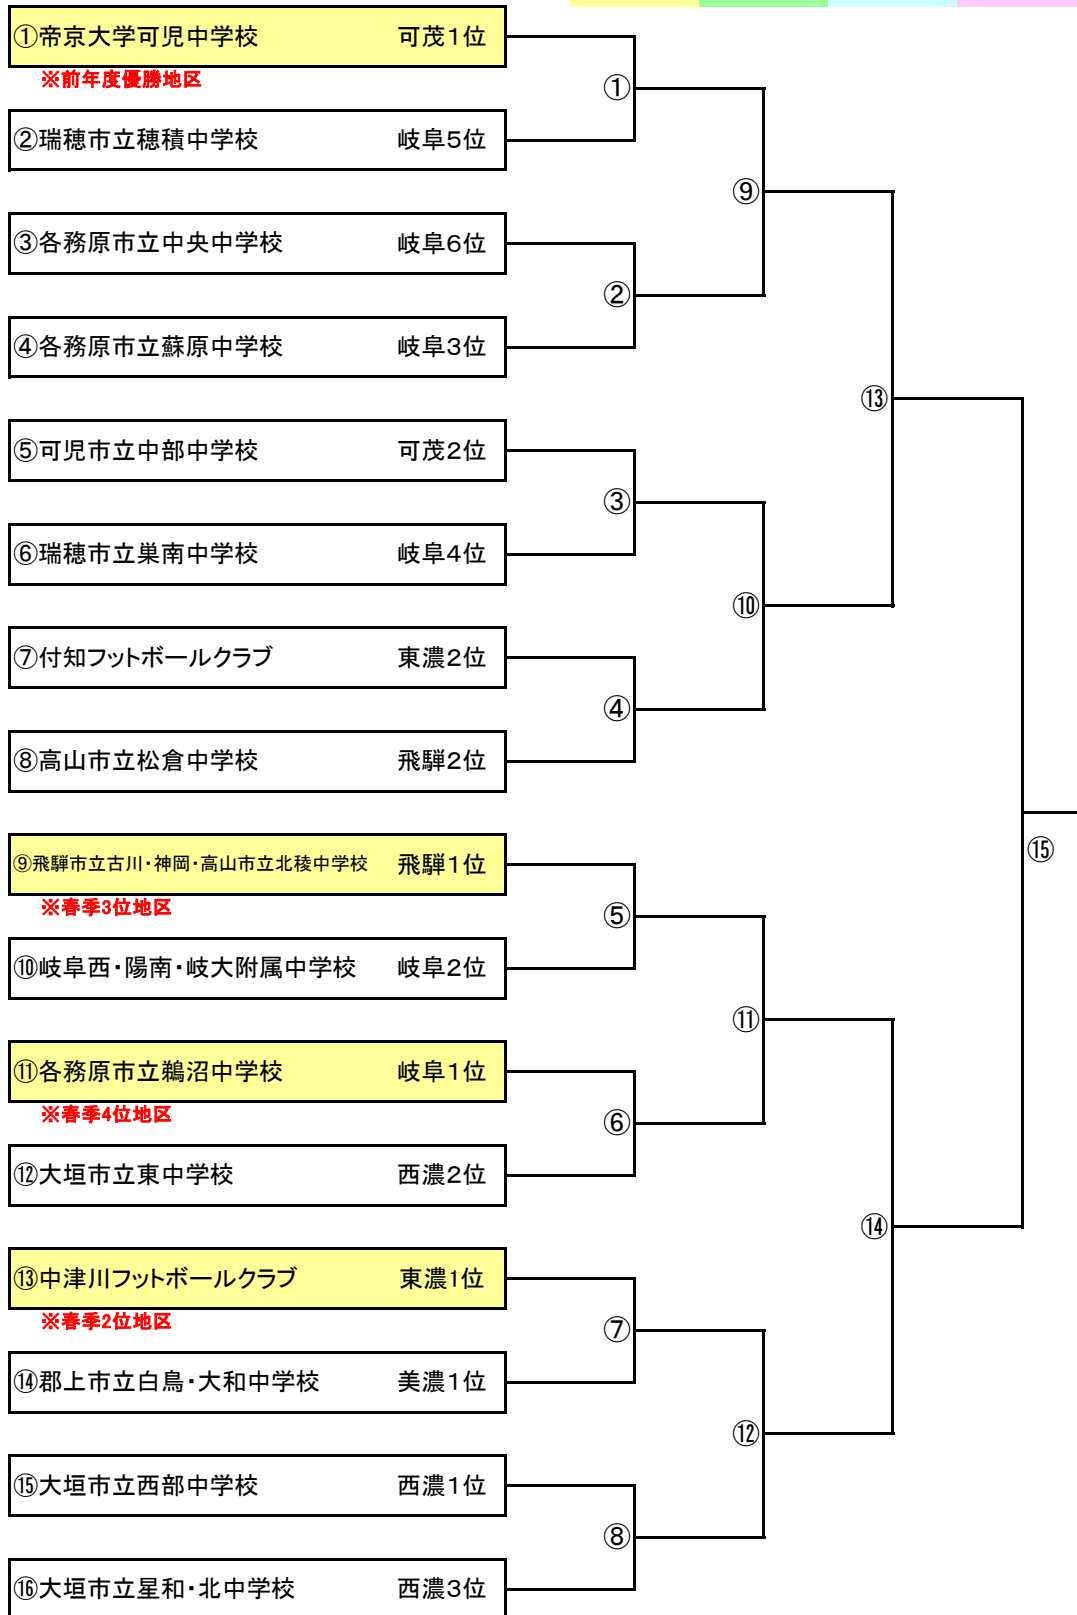 ①帝京大学可児中学校 可茂1位
※前年度優勝地区
①
②瑞穂市立穂積中学校 岐阜5位
⑨
③各務原市立中央中学校 岐阜6位
②
④各務原市立蘇原中学校 岐阜3位
⑬
⑤可児市立中部中学校 可茂2位
③
⑥瑞穂市立巣南中学校 岐阜4位
⑩
⑦付知フットボールクラブ 東濃2位
④
⑧高山市立松倉中学校 飛騨2位
⑮
⑨飛騨市立古川・神岡・高山市立北稜中学校 飛騨1位
※春季3位地区
⑤
⑩岐阜西・陽南・岐大附属中学校 岐阜2位
⑪
⑪各務原市立鵜沼中学校 岐阜1位
※春季4位地区
⑥
⑫大垣市立東中学校 西濃2位
⑭
⑬中津川フットボールクラブ 東濃1位
※春季2位地区
⑦
⑭郡上市立白鳥・大和中学校 美濃1位
⑫
⑮大垣市立西部中学校 西濃1位
⑧
⑯大垣市立星和・北中学校 西濃3位